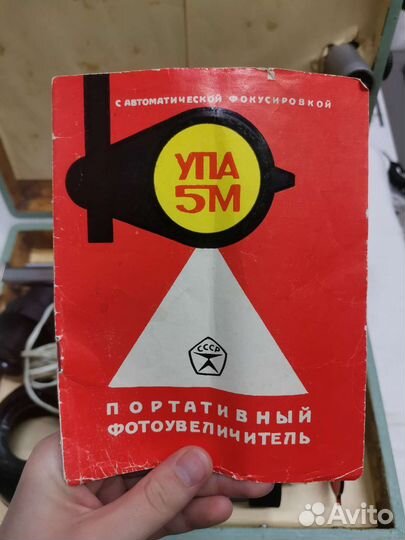 С АВТОМАТИЧЕСКОЙ ФОКУСИРОВКОЙ
УПА
5М
СССР
ПОРТАТИВНЫЙ
ФОТОУВЕЛИЧИТЕЛЬ
Avito